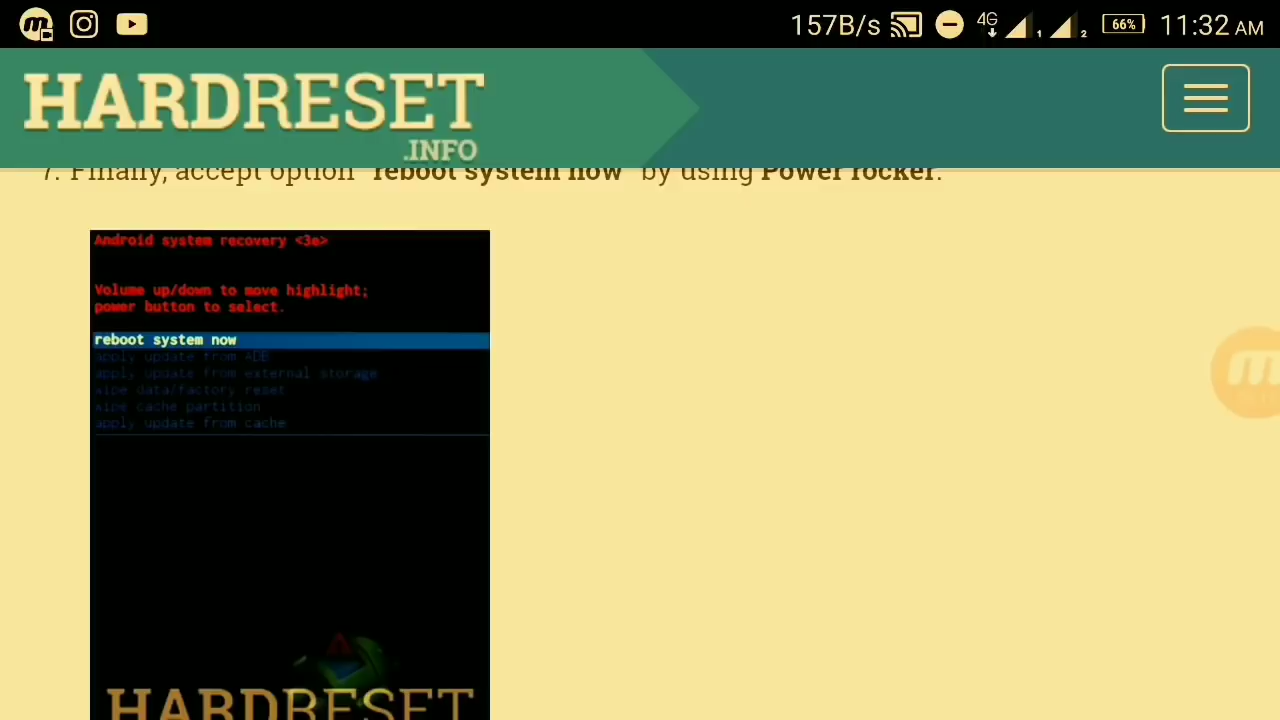 157B/s 4G 1 2 66% 11:32 AM
HARDRESET
.INFO
7. Finally, accept option "reboot system now" by using Power rocker.
Android system recovery <3e>
Volume up/down to move highlight;
power button to select.
reboot system now
apply update from ADB
apply update from external storage
wipe data/factory reset
wipe cache partition
apply update from cache
HARDRESET